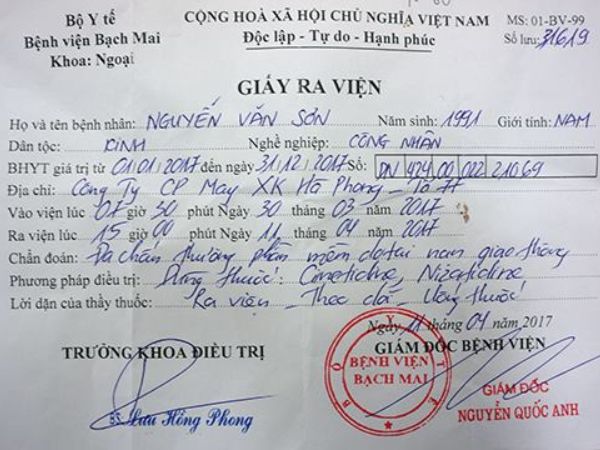 Bộ Y tế
Bệnh viện Bạch Mai
Khoa: Ngoại
CỘNG HOÀ XÃ HỘI CHỦ NGHĨA VIỆT NAM
Độc lập - Tự do - Hạnh phúc
MS: 01-BV-99
Số lưu: 31619
GIẤY RA VIỆN
Họ và tên bệnh nhân: NGUYỄN VĂN SƠN Năm sinh: 1991 Giới tính: NAM
Dân tộc: KINH Nghề nghiệp: CÔNG NHÂN
BHYT giá trị từ 01/01/2017 đến ngày 31/12/2017 Số: DN 424 00 022 21069
Địa chỉ: Công Ty CP May XK Hà Phong - Tổ 77
Vào viện lúc 07 giờ 30 phút Ngày 30 tháng 03 năm 2017
Ra viện lúc 15 giờ 00 phút Ngày 11 tháng 04 năm 2017
Chẩn đoán: Đa chấn thương phần mềm do tai nạn giao thông
Phương pháp điều trị: Dùng thuốc: Cimeticline, Nizaticline
Lời dặn của thầy thuốc: Ra viện - Theo dõi - Uống thuốc
Ngày 11 tháng 04 năm 2017
TRƯỞNG KHOA ĐIỀU TRỊ
GIÁM ĐỐC BỆNH VIỆN
BỘ Y TẾ
BỆNH VIỆN
BẠCH MAI
BS: Lưu Hồng Phong
GIÁM ĐỐC
NGUYỄN QUỐC ANH